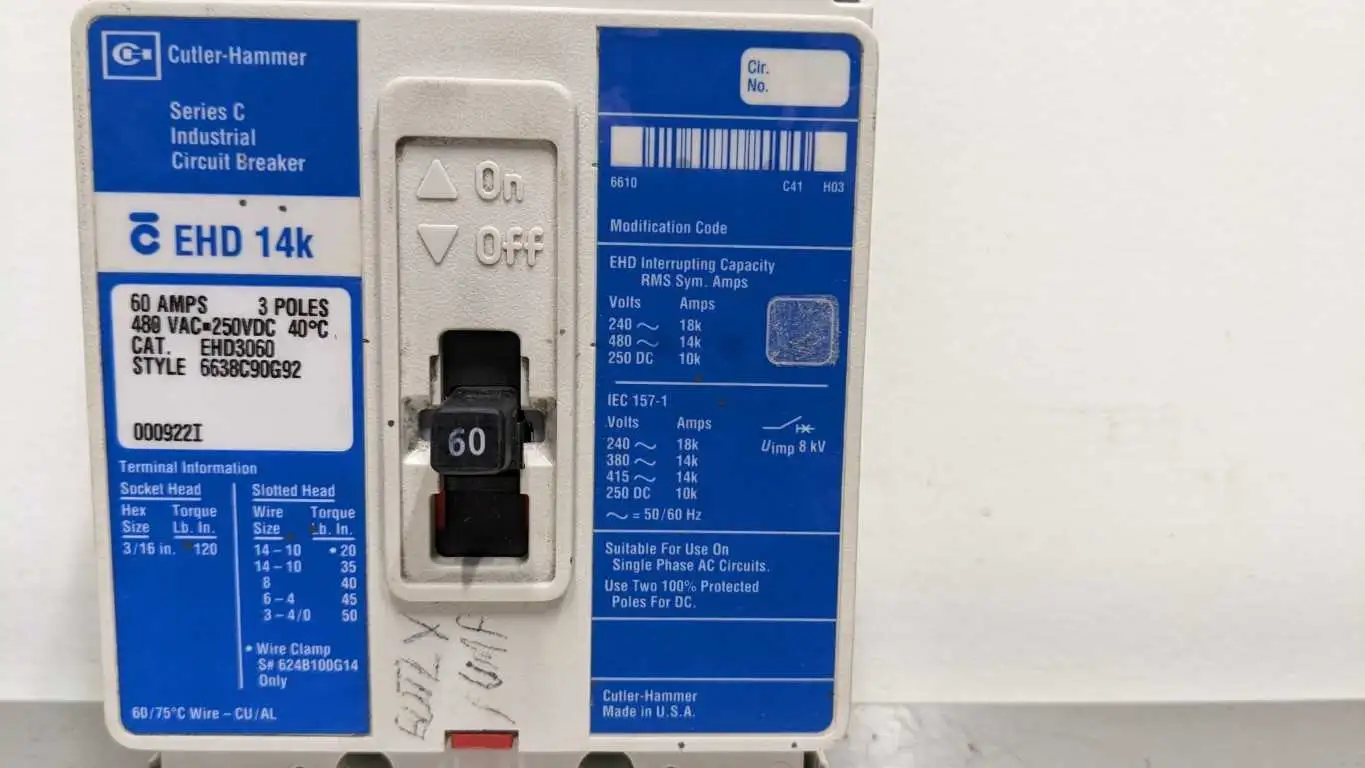 Cutler-Hammer
Series C
Industrial
Circuit Breaker
EHD 14k
60 AMPS 3 POLES
480 VAC▪250VDC 40°C
CAT. EHD3060
STYLE 6638C90G92
000922I
Terminal Information
Socket Head
Hex Torque
Size Lb. In.
3/16 in. 120
Slotted Head
Wire Torque
Size Lb. In.
14–10 •20
14–10 35
8 40
6–4 45
3–4/0 50
• Wire Clamp
S# 624B100G14
Only
60/75°C Wire – CU/AL
△ On
▽ Off
60
Cir.
No.
6610 C41 H03
Modification Code
EHD Interrupting Capacity
RMS Sym. Amps
Volts Amps
240 ~ 18k
480 ~ 14k
250 DC 10k
IEC 157-1
Volts Amps
240 ~ 18k
380 ~ 14k
415 ~ 14k
250 DC 10k
~ = 50/60 Hz
Uimp 8 kV
Suitable For Use On
Single Phase AC Circuits.
Use Two 100% Protected
Poles For DC.
Cutler-Hammer
Made in U.S.A.